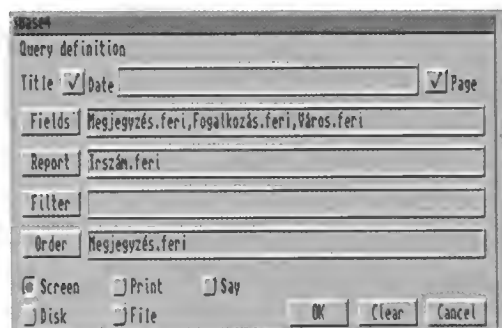 sbase4
Query definition
Title √ Date √ Page
Fields Megjegyzés.feri,Fogalkozás.feri,Város.feri
Report Irszám.feri
Filter
Order Megjegyzés.feri
Screen Print Say
Disk File OK Clear Cancel